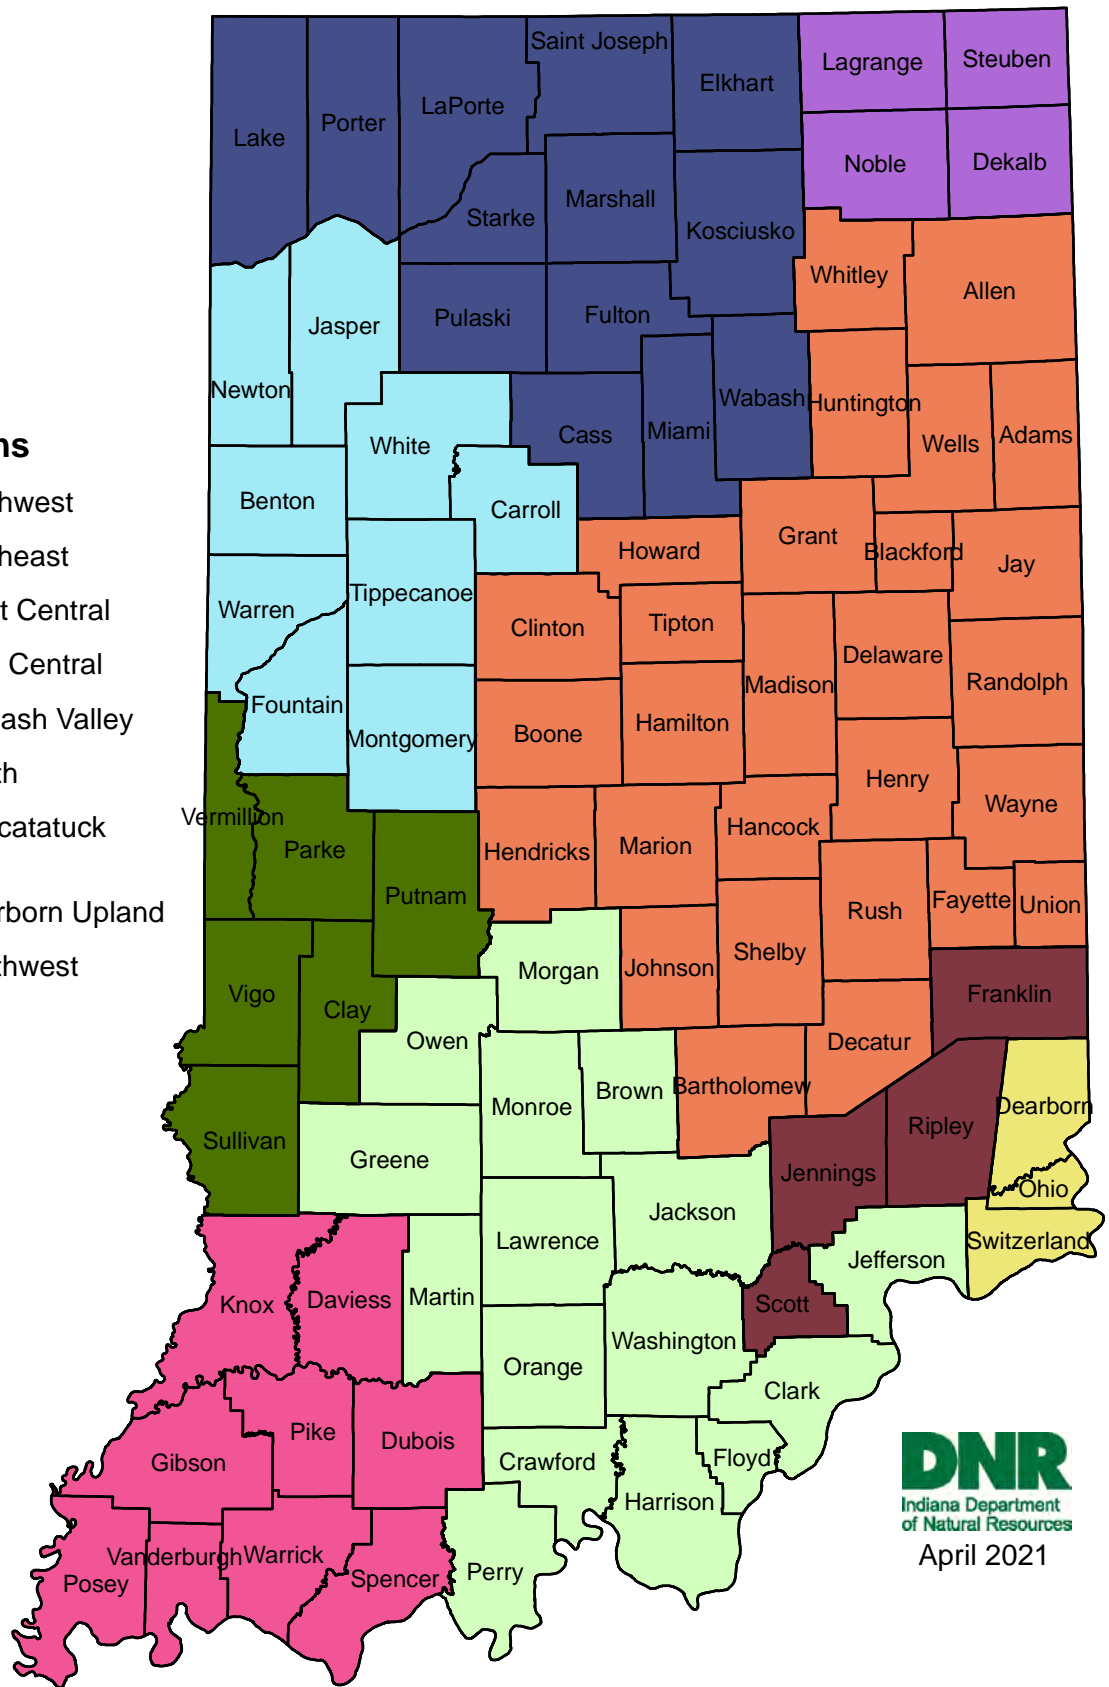 Saint Joseph
Lagrange
Steuben
Elkhart
LaPorte
Porter
Lake
Noble
Dekalb
Marshall
Starke
Kosciusko
Whitley
Allen
Pulaski
Fulton
Jasper
Newton
Wabash
Huntington
White
Cass
Miami
Wells
Adams
ns
hwest
Benton
Carroll
heast
Howard
Grant
Blackford
Jay
t Central
Warren
Tippecanoe
Clinton
Tipton
Central
Delaware
Madison
Randolph
ash Valley
Fountain
Montgomery
Boone
Hamilton
th
Henry
Wayne
catatuck
Vermillion
Parke
Hendricks
Marion
Hancock
Putnam
rborn Upland
Rush
Fayette
Union
hwest
Morgan
Johnson
Shelby
Vigo
Clay
Franklin
Owen
Decatur
Monroe
Brown
Bartholomew
Dearborn
Sullivan
Greene
Ripley
Jennings
Ohio
Jackson
Lawrence
Switzerland
Jefferson
Knox
Daviess
Martin
Scott
Washington
Orange
Clark
Pike
Dubois
Gibson
Crawford
Floyd
Harrison
DNR
Indiana Department
of Natural Resources
April 2021
Vanderburgh
Warrick
Posey
Spencer
Perry